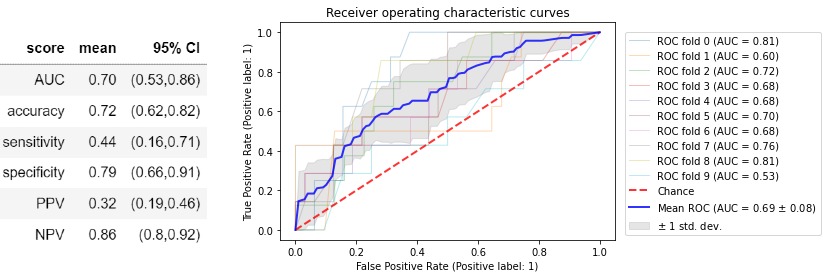 score mean 95% CI
AUC 0.70 (0.53,0.86)
accuracy 0.72 (0.62,0.82)
sensitivity 0.44 (0.16,0.71)
specificity 0.79 (0.66,0.91)
PPV 0.32 (0.19,0.46)
NPV 0.86 (0.8,0.92)
Receiver operating characteristic curves
True Positive Rate (Positive label: 1)
1.0
0.8
0.6
0.4
0.2
0.0
0.0 0.2 0.4 0.6 0.8 1.0
False Positive Rate (Positive label: 1)
ROC fold 0 (AUC = 0.81)
ROC fold 1 (AUC = 0.60)
ROC fold 2 (AUC = 0.72)
ROC fold 3 (AUC = 0.68)
ROC fold 4 (AUC = 0.68)
ROC fold 5 (AUC = 0.70)
ROC fold 6 (AUC = 0.68)
ROC fold 7 (AUC = 0.76)
ROC fold 8 (AUC = 0.81)
ROC fold 9 (AUC = 0.53)
Chance
Mean ROC (AUC = 0.69 ± 0.08)
± 1 std. dev.